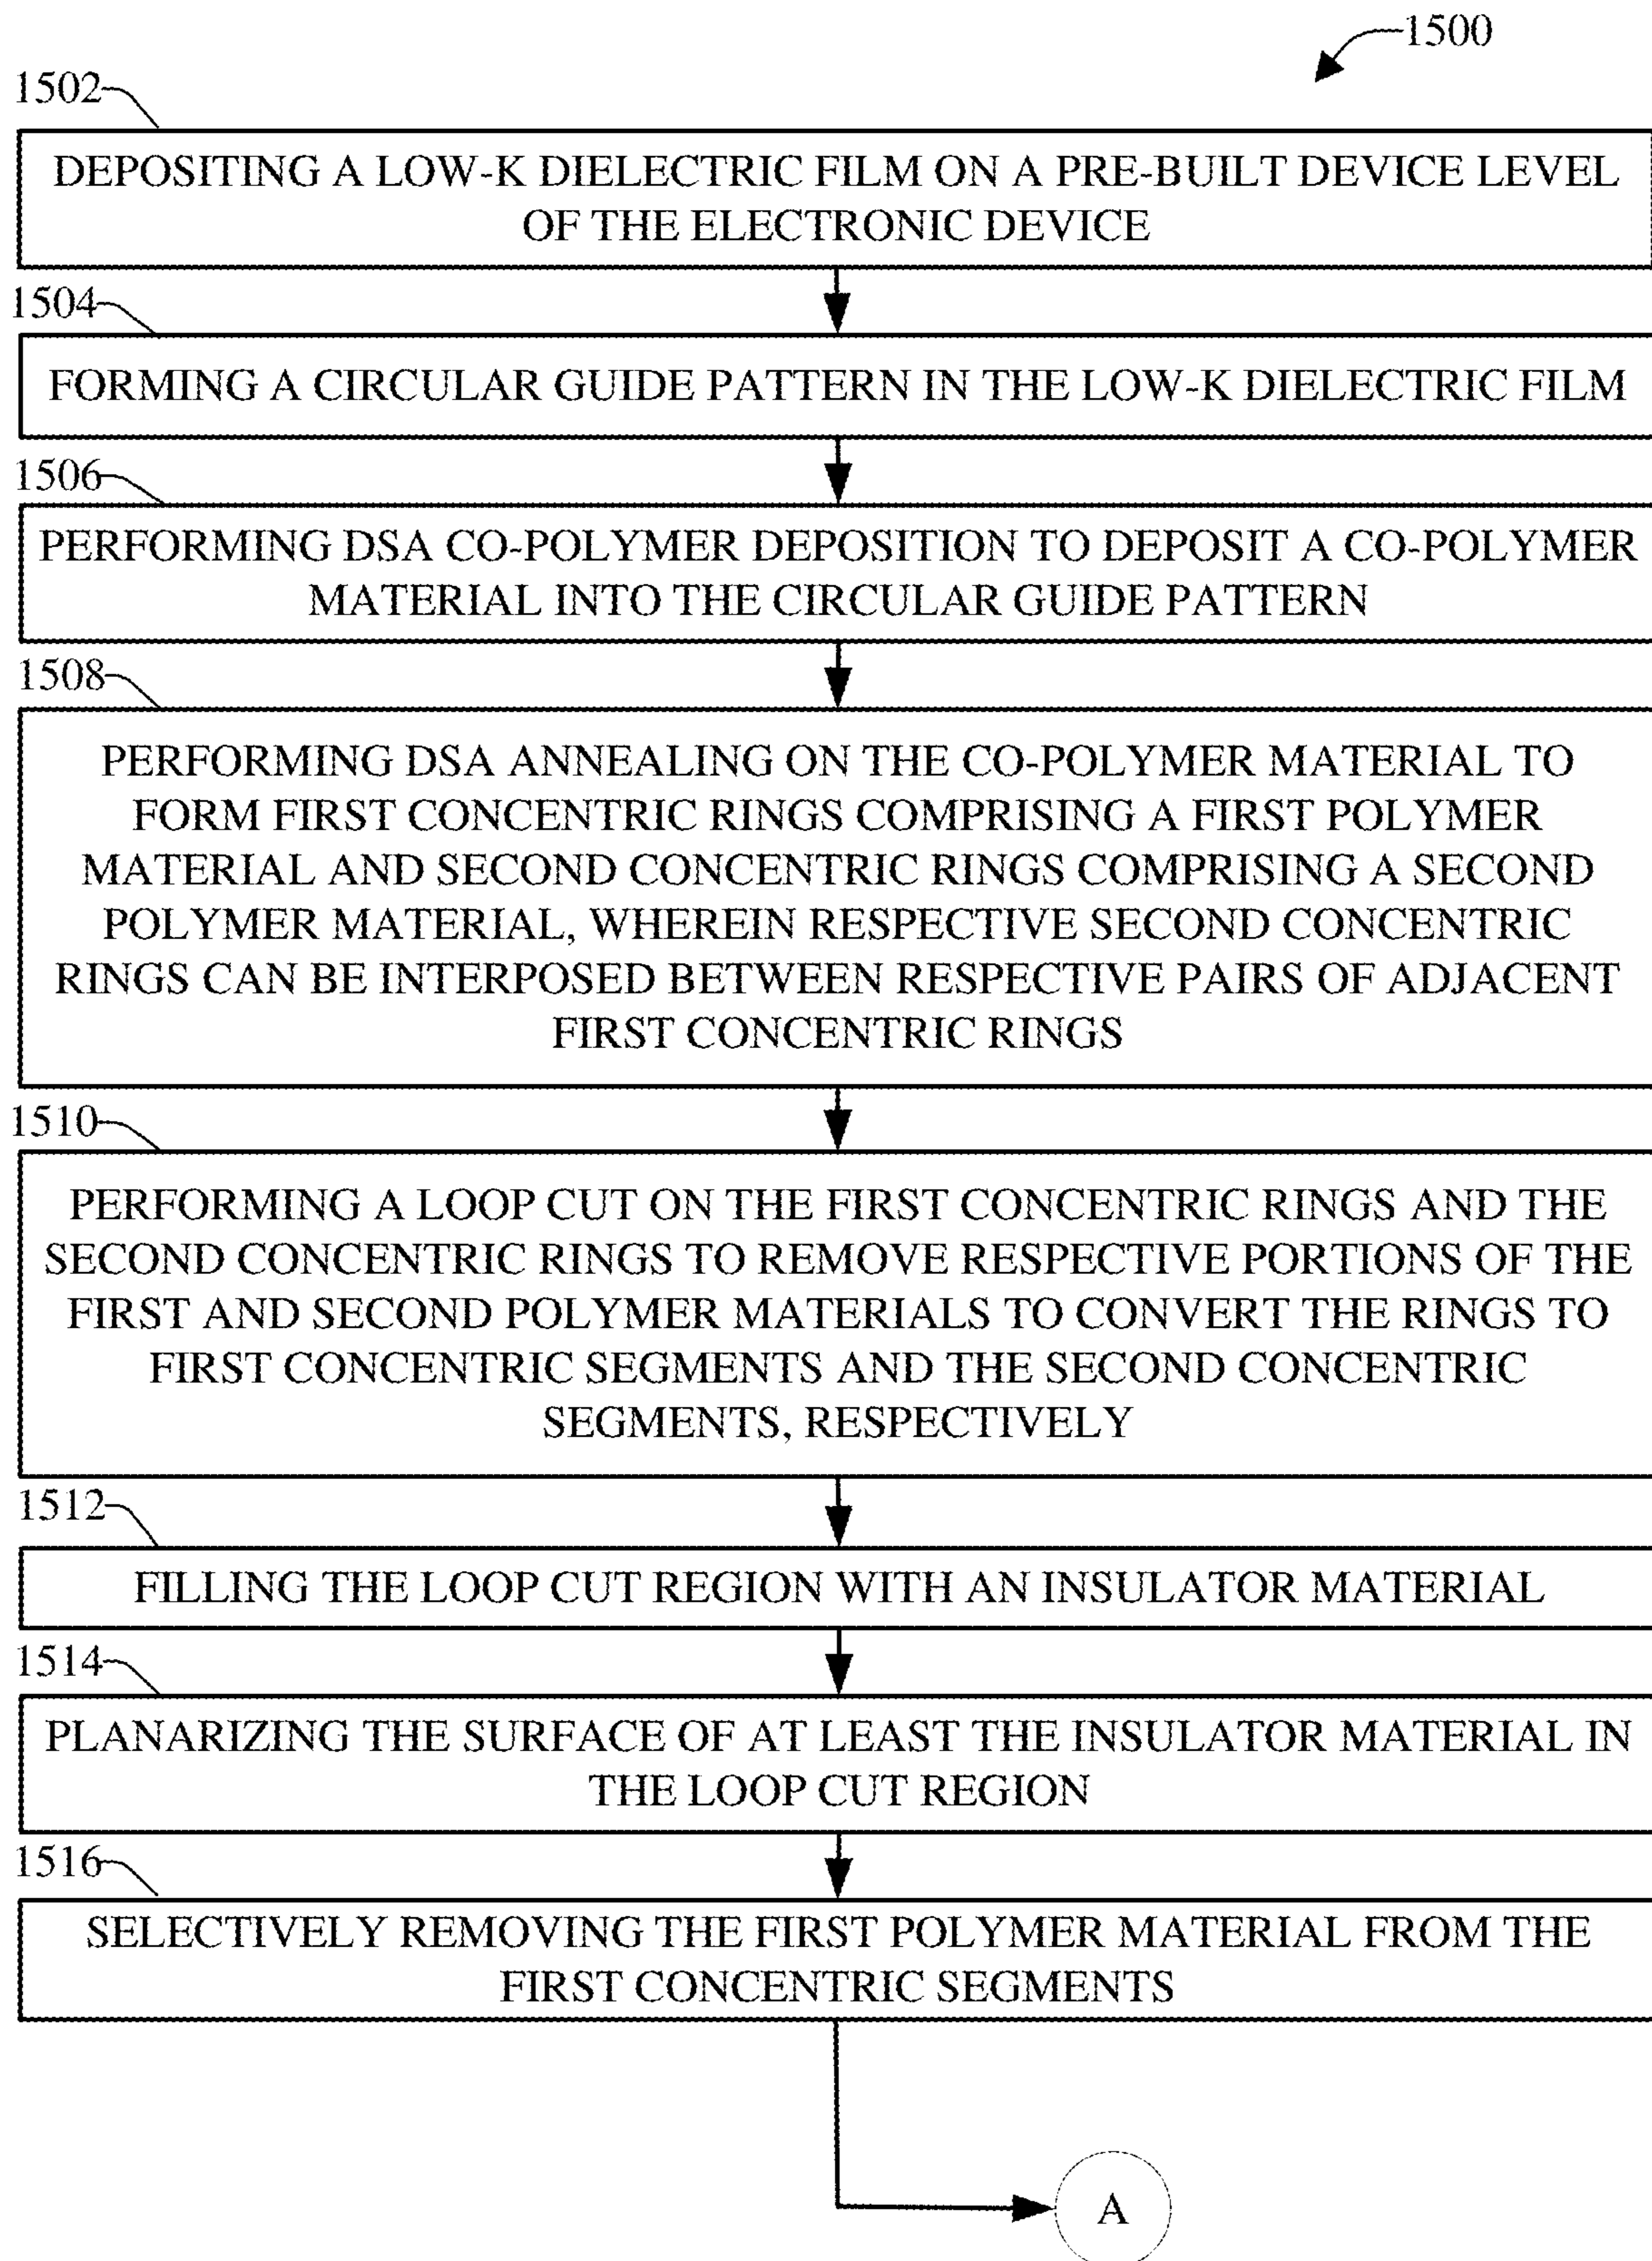 1500
1502
DEPOSITING A LOW-K DIELECTRIC FILM ON A PRE-BUILT DEVICE LEVEL
OF THE ELECTRONIC DEVICE
1504
FORMING A CIRCULAR GUIDE PATTERN IN THE LOW-K DIELECTRIC FILM
1506
PERFORMING DSA CO-POLYMER DEPOSITION TO DEPOSIT A CO-POLYMER
MATERIAL INTO THE CIRCULAR GUIDE PATTERN
1508
PERFORMING DSA ANNEALING ON THE CO-POLYMER MATERIAL TO
FORM FIRST CONCENTRIC RINGS COMPRISING A FIRST POLYMER
MATERIAL AND SECOND CONCENTRIC RINGS COMPRISING A SECOND
POLYMER MATERIAL, WHEREIN RESPECTIVE SECOND CONCENTRIC
RINGS CAN BE INTERPOSED BETWEEN RESPECTIVE PAIRS OF ADJACENT
FIRST CONCENTRIC RINGS
1510
PERFORMING A LOOP CUT ON THE FIRST CONCENTRIC RINGS AND THE
SECOND CONCENTRIC RINGS TO REMOVE RESPECTIVE PORTIONS OF THE
FIRST AND SECOND POLYMER MATERIALS TO CONVERT THE RINGS TO
FIRST CONCENTRIC SEGMENTS AND THE SECOND CONCENTRIC
SEGMENTS, RESPECTIVELY
1512
FILLING THE LOOP CUT REGION WITH AN INSULATOR MATERIAL
1514
PLANARIZING THE SURFACE OF AT LEAST THE INSULATOR MATERIAL IN
THE LOOP CUT REGION
1516
SELECTIVELY REMOVING THE FIRST POLYMER MATERIAL FROM THE
FIRST CONCENTRIC SEGMENTS
A